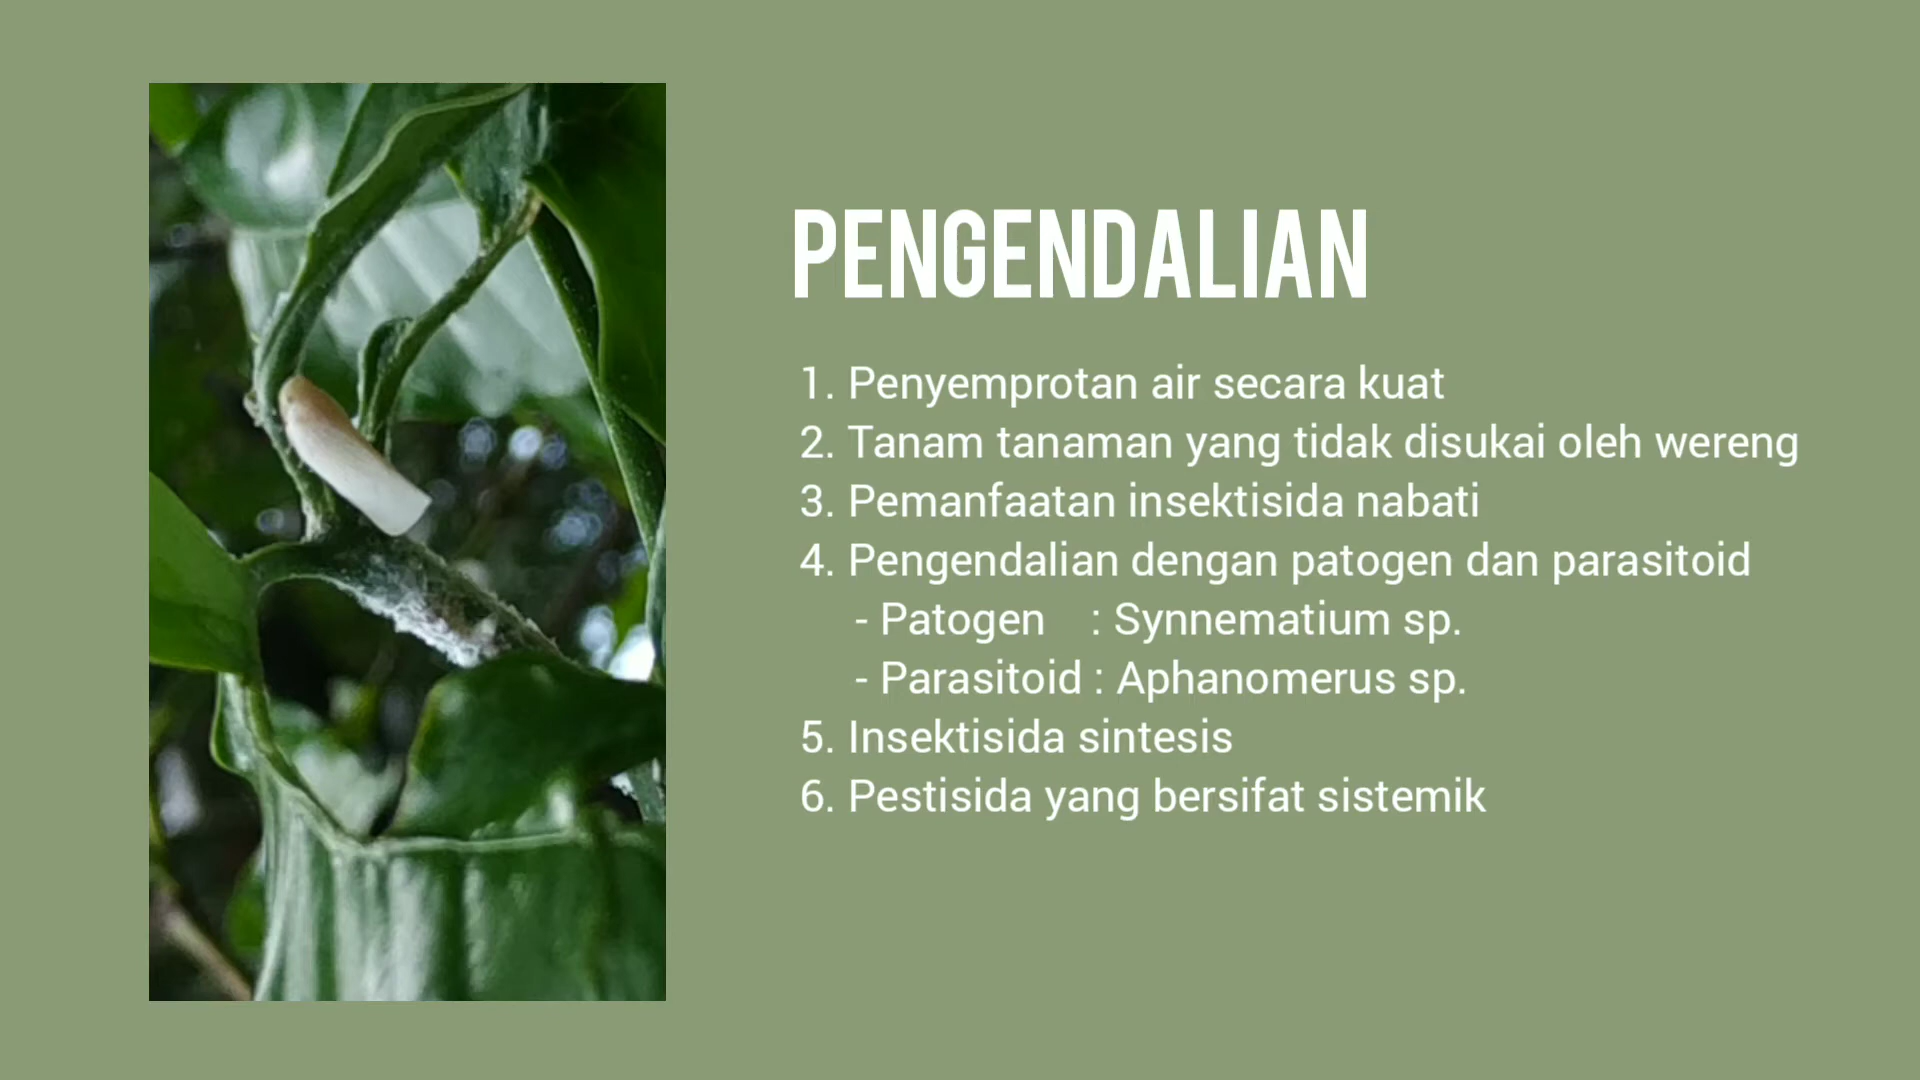 PENGENDALIAN
1. Penyemprotan air secara kuat
2. Tanam tanaman yang tidak disukai oleh wereng
3. Pemanfaatan insektisida nabati
4. Pengendalian dengan patogen dan parasitoid
- Patogen : Synnematium sp.
- Parasitoid : Aphanomerus sp.
5. Insektisida sintesis
6. Pestisida yang bersifat sistemik